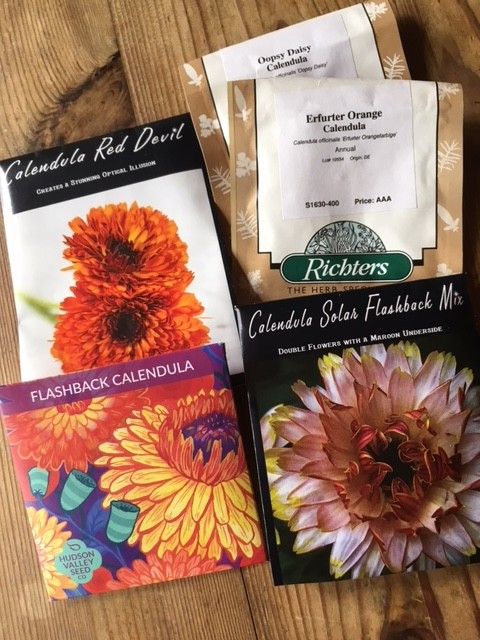 Oopsy Daisy
Calendula
officinalis 'Oopsy Daisy'
Erfurter Orange
Calendula
Calendula officinalis 'Erfurter Orangefarbige'
Annual
Lot# 10554 Origin: DE
S1630-400 Price: AAA
Richters
THE HERB SPEC
Calendula Red Devil
Creates a Stunning Optical Illusion
Calendula Solar Flashback Mix
Double Flowers with a Maroon Underside
FLASHBACK CALENDULA
HUDSON
VALLEY
SEED
CO